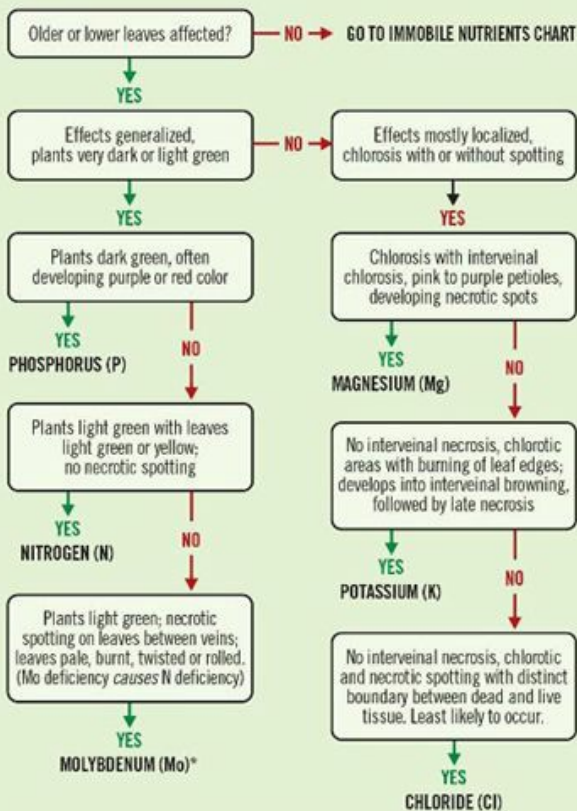 Older or lower leaves affected?
NO
GO TO IMMOBILE NUTRIENTS CHART
YES
Effects generalized,
plants very dark or light green
NO
Effects mostly localized,
chlorosis with or without spotting
YES
YES
Plants dark green, often
developing purple or red color
Chlorosis with interveinal
chlorosis, pink to purple petioles,
developing necrotic spots
YES
PHOSPHORUS (P)
NO
YES
MAGNESIUM (Mg)
NO
Plants light green with leaves
light green or yellow;
no necrotic spotting
No interveinal necrosis, chlorotic
areas with burning of leaf edges;
develops into interveinal browning,
followed by late necrosis
YES
NITROGEN (N)
NO
YES
POTASSIUM (K)
NO
Plants light green; necrotic
spotting on leaves between veins;
leaves pale, burnt, twisted or rolled.
(Mo deficiency causes N deficiency)
No interveinal necrosis, chlorotic
and necrotic spotting with distinct
boundary between dead and live
tissue. Least likely to occur.
YES
MOLYBDENUM (Mo)*
YES
CHLORIDE (Cl)